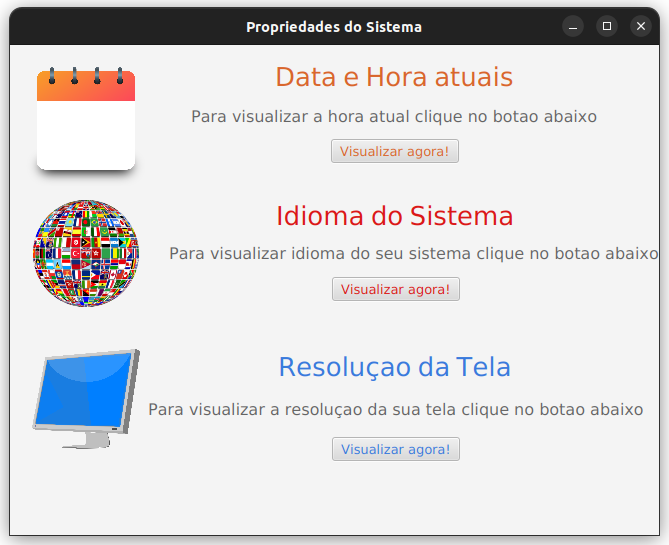 Propriedades do Sistema
Data e Hora atuais
Para visualizar a hora atual clique no botao abaixo
Visualizar agora!
Idioma do Sistema
Para visualizar idioma do seu sistema clique no botao abaixo
Visualizar agora!
Resoluçao da Tela
Para visualizar a resoluçao da sua tela clique no botao abaixo
Visualizar agora!